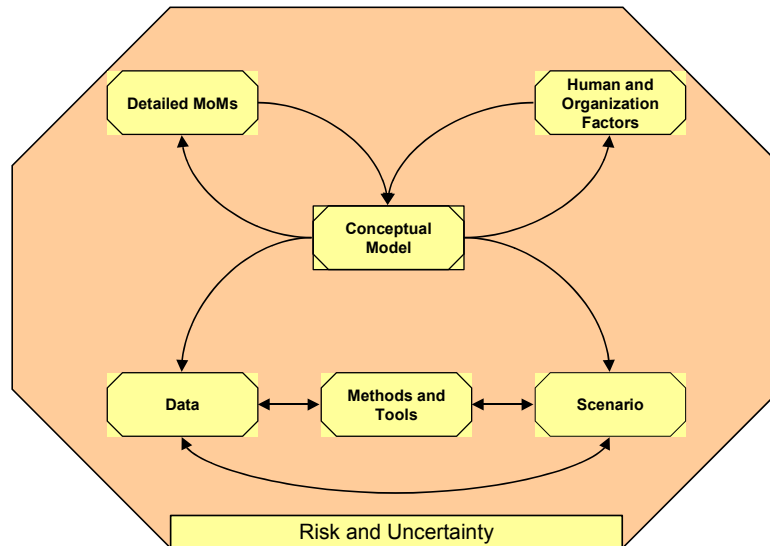 Detailed MoMs
Human and
Organization
Factors
Conceptual
Model
Data
Methods and
Tools
Scenario
Risk and Uncertainty